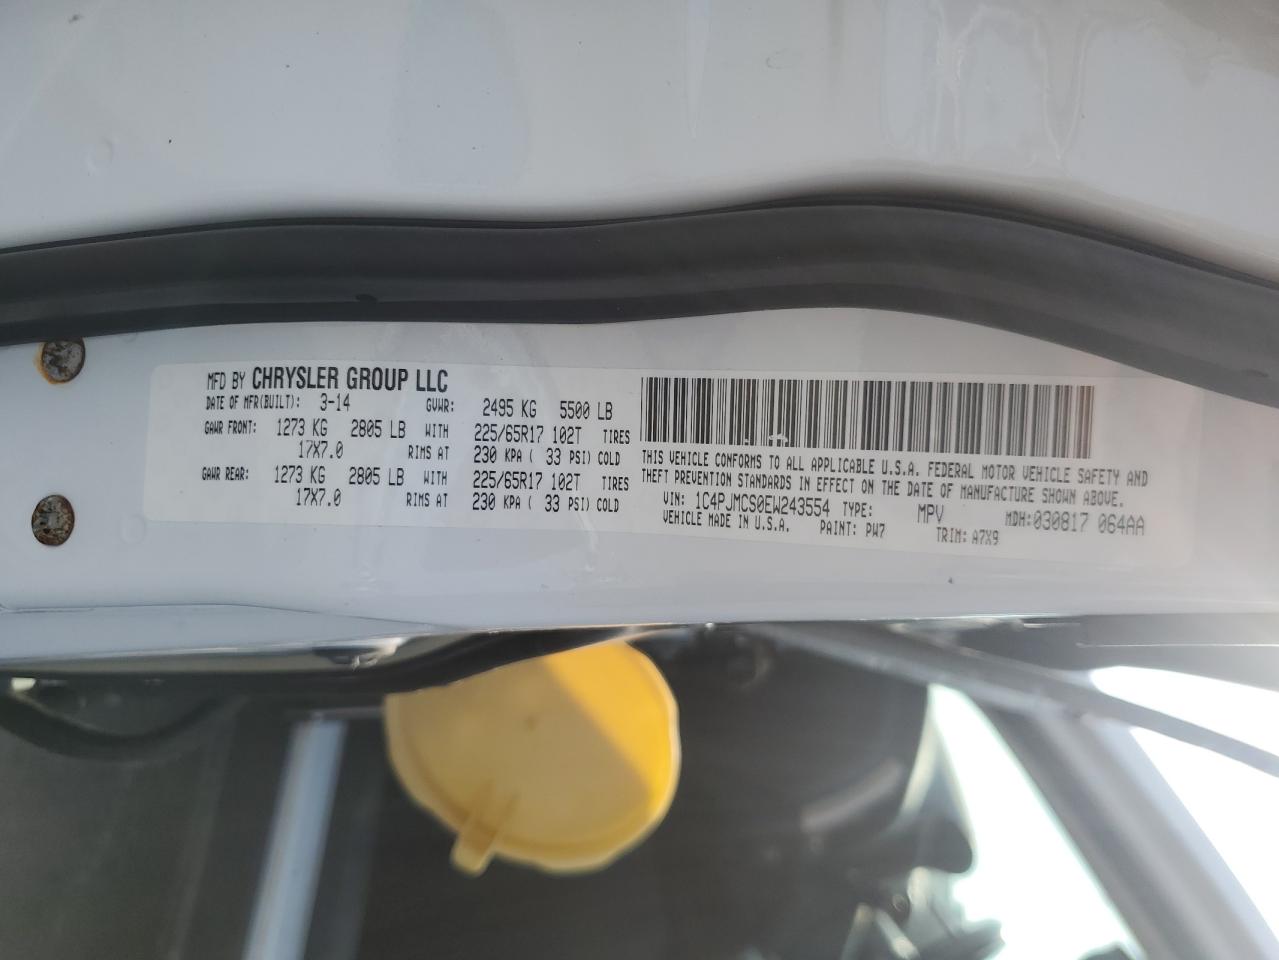 MFD BY CHRYSLER GROUP LLC
DATE OF MFR(BUILT): 3-14 GVWR: 2495 KG 5500 LB
GAWR FRONT: 1273 KG 2805 LB WITH 225/65R17 102T TIRES
17X7.0 RIMS AT 230 KPA ( 33 PSI) COLD
GAWR REAR: 1273 KG 2805 LB WITH 225/65R17 102T TIRES
17X7.0 RIMS AT 230 KPA ( 33 PSI) COLD
THIS VEHICLE CONFORMS TO ALL APPLICABLE U.S.A. FEDERAL MOTOR VEHICLE SAFETY AND
THEFT PREVENTION STANDARDS IN EFFECT ON THE DATE OF MANUFACTURE SHOWN ABOVE.
VIN: 1C4PJMCS0EW243554 TYPE: MPV MDH:030817 064AA
VEHICLE MADE IN U.S.A. PAINT: PW7 TRIM: A7X9